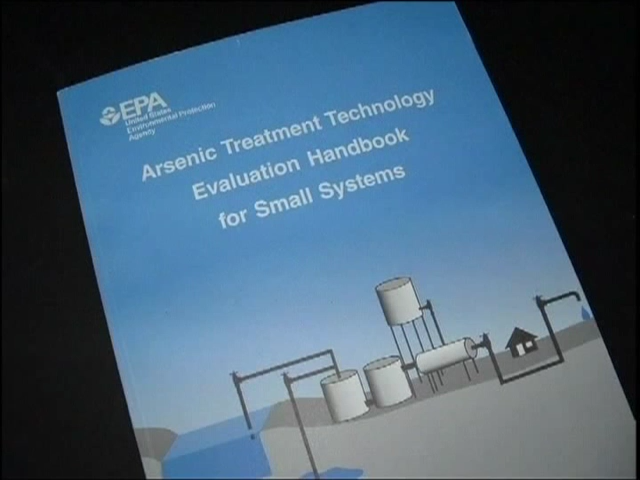 EPA
United States
Environmental Protection
Agency
Arsenic Treatment Technology
Evaluation Handbook
for Small Systems